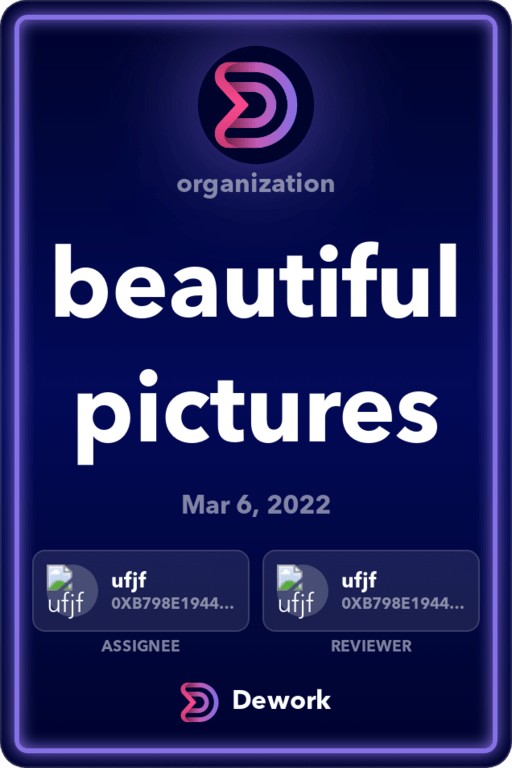 organization
beautiful
pictures
Mar 6, 2022
ufjf
ufjf
0XB798E1944...
ufjf
ufjf
0XB798E1944...
ASSIGNEE
REVIEWER
Dework